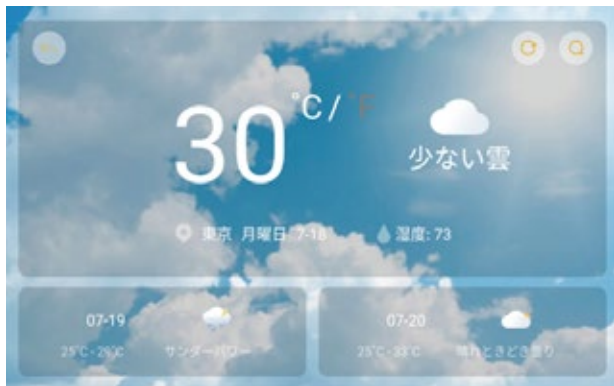 30 °C / °F
少ない雲
東京 月曜日 7-18
湿度: 73
07-19
25°C - 29°C サンダーパワー
07-20
25°C - 33°C 晴れときどき曇り